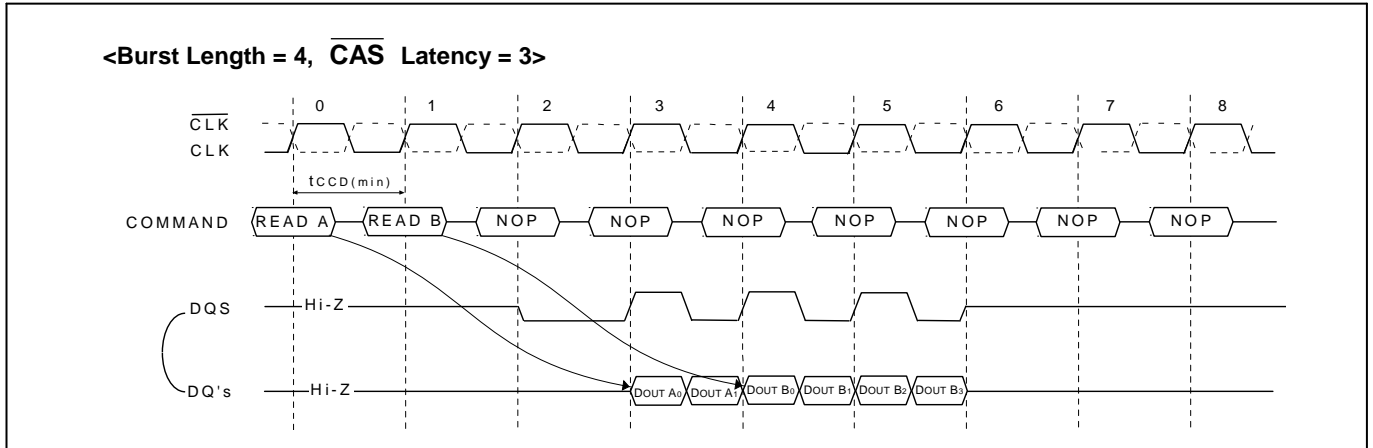 <Burst Length = 4, CAS Latency = 3>
0 1 2 3 4 5 6 7 8
CLK
CLK
tCCD(min)
COMMAND READ A READ B NOP NOP NOP NOP NOP NOP NOP
DQS Hi-Z
DQ's Hi-Z DOUT A0 DOUT A1 DOUT B0 DOUT B1 DOUT B2 DOUT B3